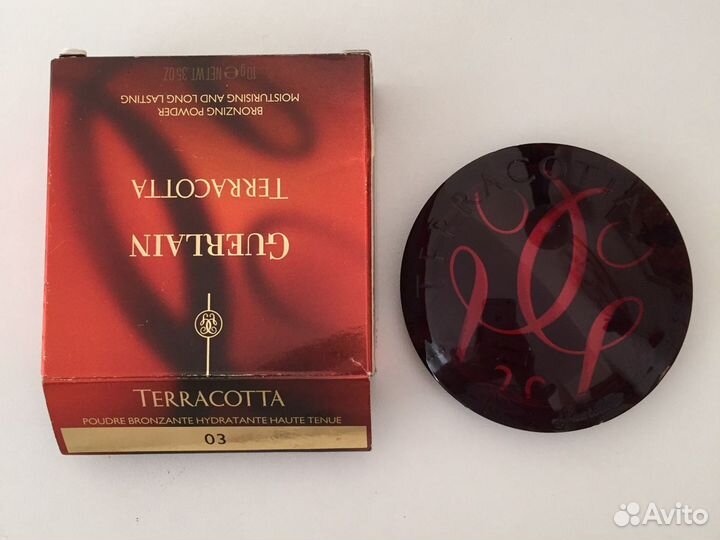 GUERLAIN
TERRACOTTA
BRONZING POWDER
MOISTURISING AND LONG LASTING
10g e NET WT .35 OZ
TERRACOTTA
POUDRE BRONZANTE HYDRATANTE HAUTE TENUE
03
TERRACOTTA
Guerlain
Avito